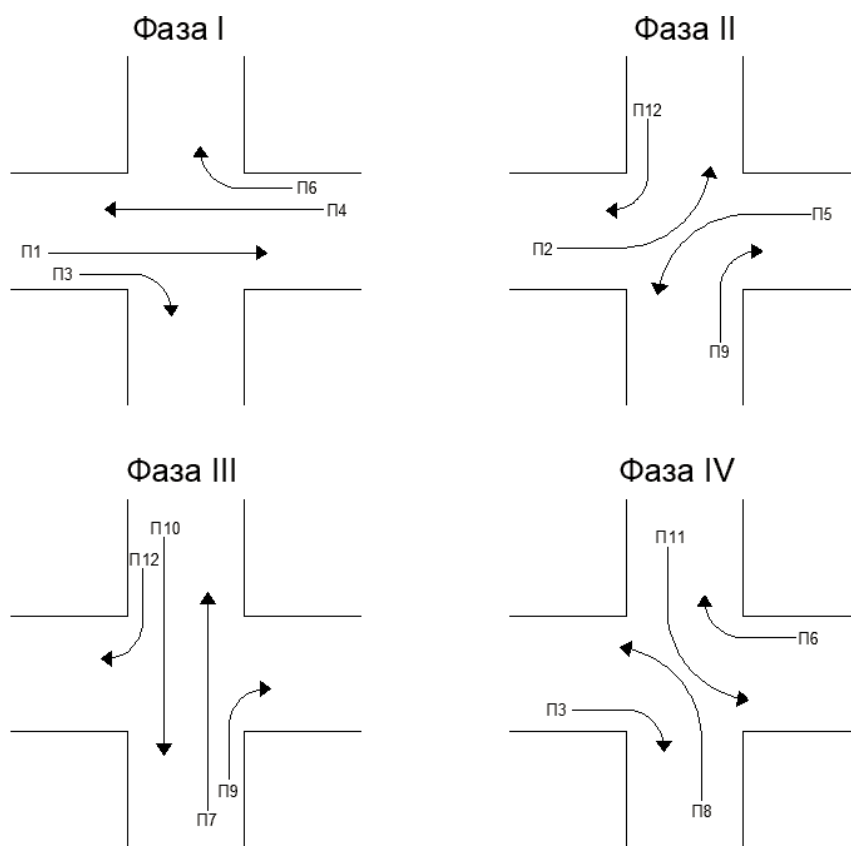 Фаза I
П6
П4
П1
П3
Фаза II
П12
П5
П2
П9
Фаза III
П10
П12
П9
П7
Фаза IV
П11
П6
П3
П8